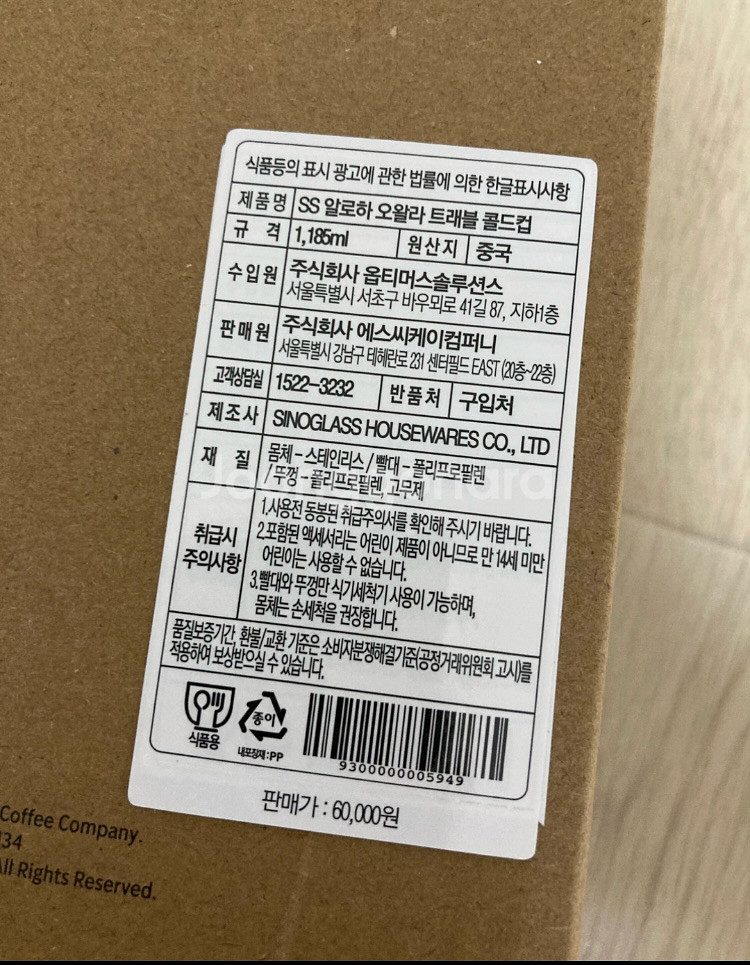 식품등의 표시 광고에 관한 법률에 의한 한글표시사항
제품명 SS 알로하 오왈라 트래블 콜드컵
규격 1,185ml 원산지 중국
수입원 주식회사 옵티머스솔루션스
서울특별시 서초구 바우뫼로 41길 87, 지하1층
판매원 주식회사 에스씨케이컴퍼니
서울특별시 강남구 테헤란로 231 센터필드 EAST (20층~22층)
고객상담실 1522-3232 반품처 구입처
제조사 SINOGLASS HOUSEWARES CO., LTD
재질 몸체 - 스테인리스 / 빨대 - 폴리프로필렌
/ 뚜껑 - 폴리프로필렌, 고무제
취급시 주의사항
1.사용전 동봉된 취급주의서를 확인해 주시기 바랍니다.
2.포함된 액세서리는 어린이 제품이 아니므로 만 14세 미만
어린이는 사용할 수 없습니다.
3.빨대와 뚜껑만 식기세척기 사용이 가능하며,
몸체는 손세척을 권장합니다.
품질보증기간, 환불/교환 기준은 소비자분쟁해결기준(공정거래위원회 고시)를
적용하여 보상받으실 수 있습니다.
식품용
종이
내포장재:PP
9300000005949
판매가 : 60,000원
Coffee Company.
34
All Rights Reserved.